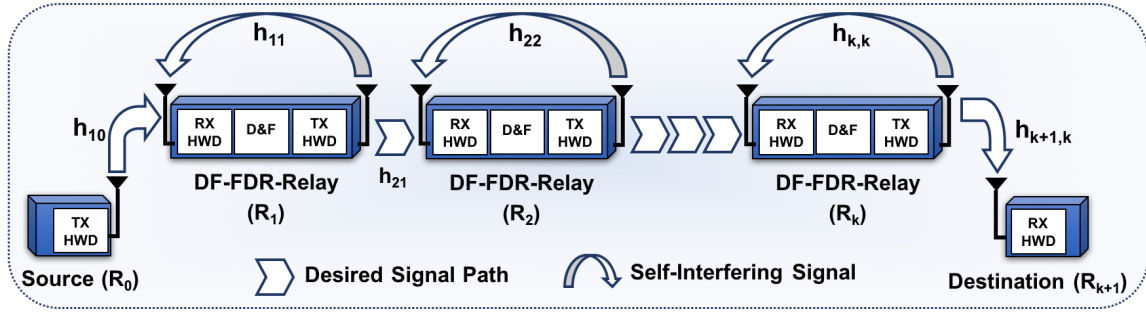 h11
h22
hk,k
h10
RX
HWD
D&F
TX
HWD
RX
HWD
D&F
TX
HWD
RX
HWD
D&F
TX
HWD
hk+1,k
h21
DF-FDR-Relay
(R1)
DF-FDR-Relay
(R2)
DF-FDR-Relay
(Rk)
TX
HWD
RX
HWD
Source (R0)
Desired Signal Path
Self-Interfering Signal
Destination (Rk+1)